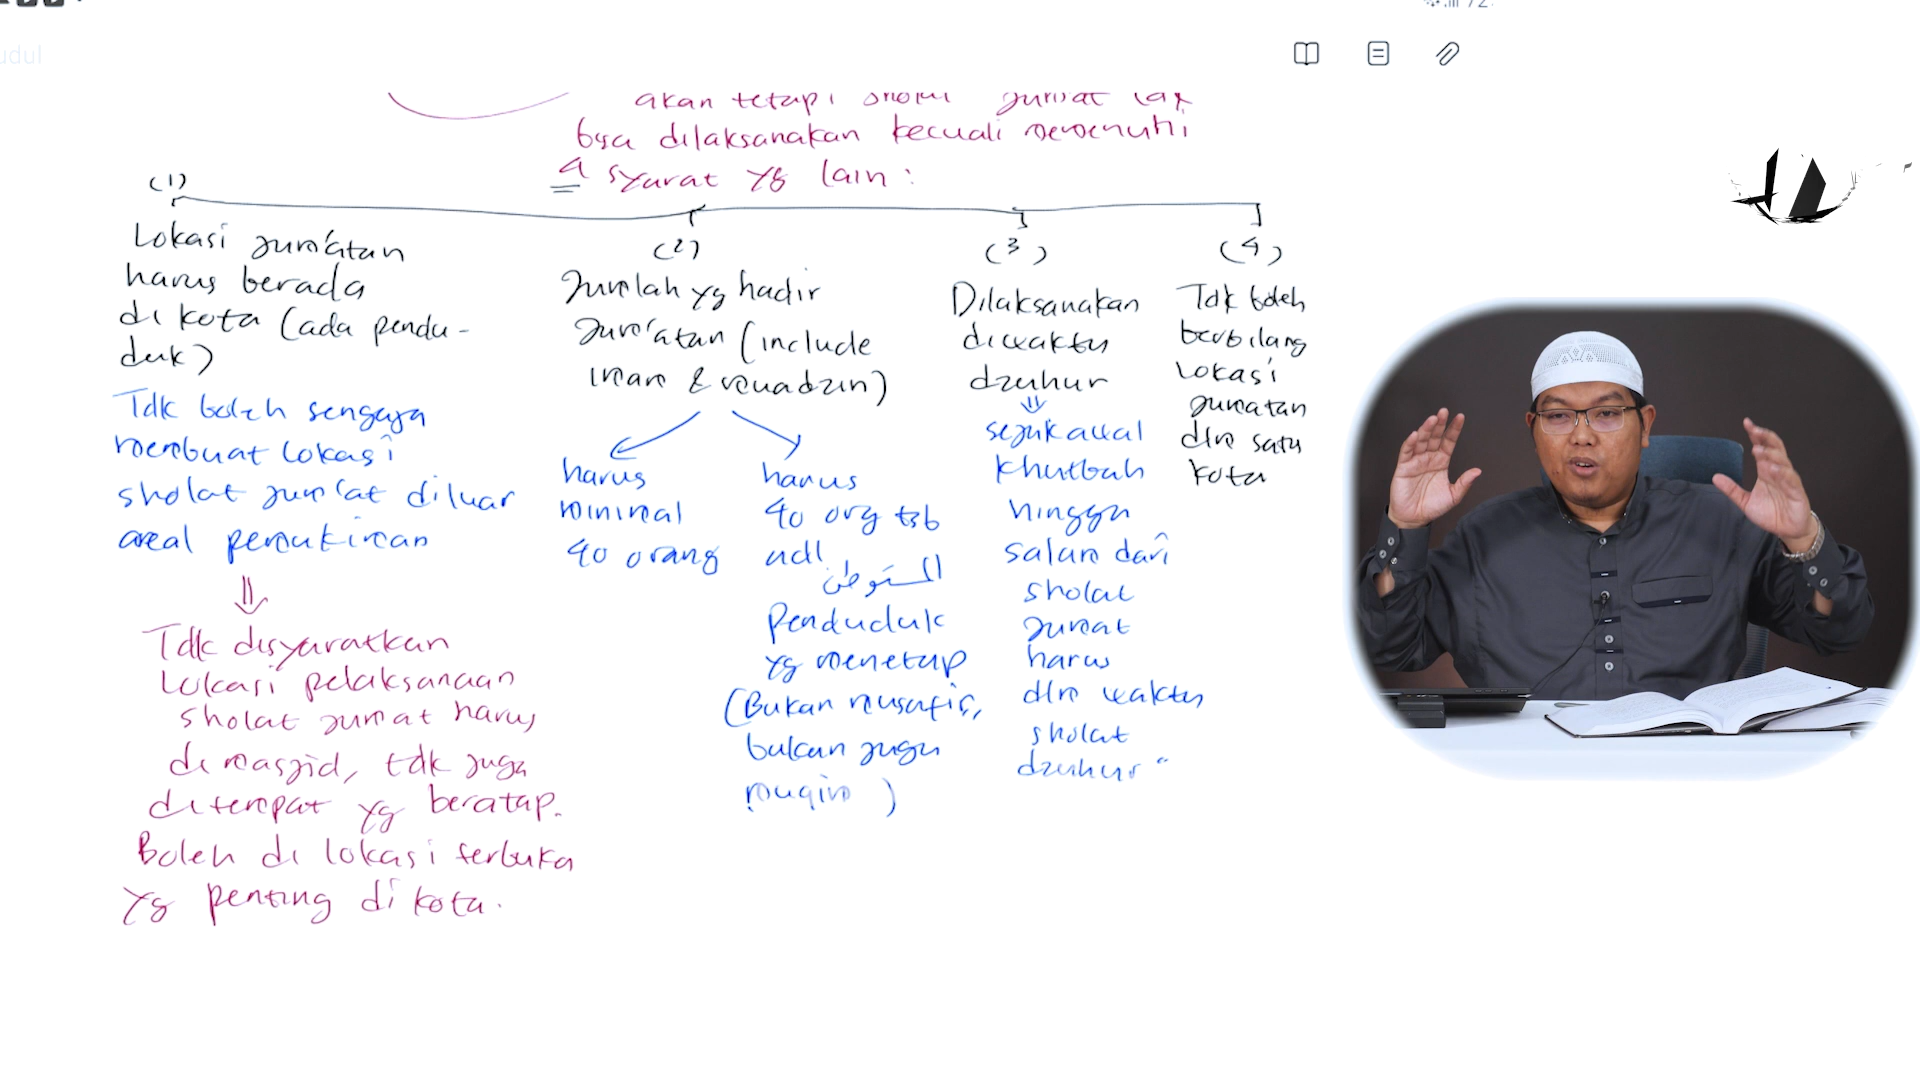 udul
72
akan tetapi sholat jum'at tak
bisa dilaksanakan kecuali memenuhi
4 syarat yg lain :
(1)
Lokasi jum'atan
harus berada
di kota (ada pendu-
duk)
Tdk boleh sengaja
membuat lokasi
sholat jum'at diluar
areal pemukiman
Tdk disyaratkan
Lokasi pelaksanaan
sholat jumat harus
di masjid, tdk juga
ditempat yg beratap.
Boleh di lokasi terbuka
Yg penting di kota.
(2)
Jumlah yg hadir
Jum'atan (include
imam & muadzin)
harus
minimal
40 orang
harus
40 org tsb
adl
المستوطن
Penduduk
yg menetap
(Bukan musafir,
bukan juga
muqim)
(3)
Dilaksanakan
diwaktu
dzuhur
sejak awal
khutbah
hingga
salam dari
sholat
jumat
harus
dlm waktu
sholat
dzuhur"
(4)
Tdk boleh
berbilang
Lokasi
jumatan
dlm satu
kota